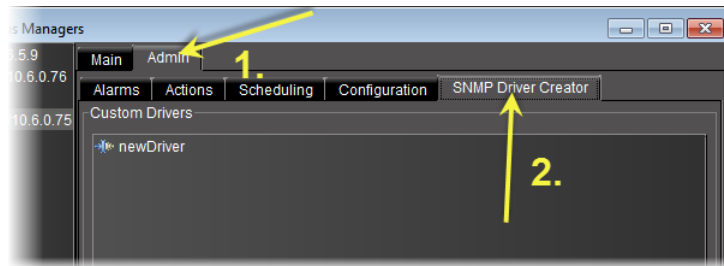 Managers
5.9
Main Admin
1.
10.6.0.76
Alarms Actions Scheduling Configuration SNMP Driver Creator
10.6.0.75
Custom Drivers
newDriver
2.